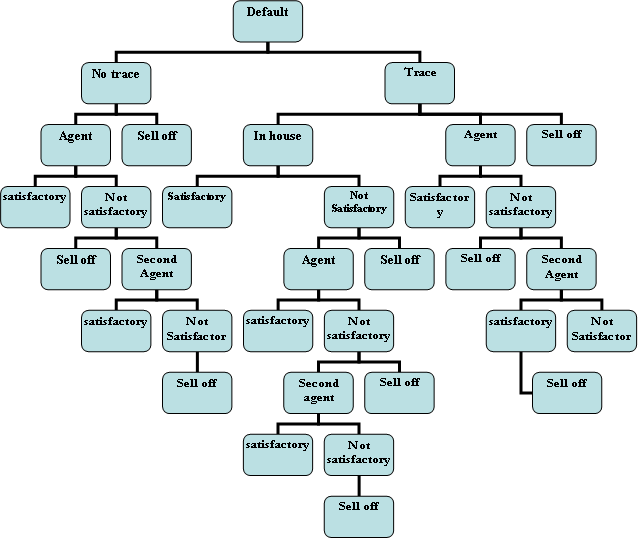 Default
No trace
Trace
Agent
Sell off
In house
Agent
Sell off
satisfactory
Not
satisfactory
Satisfactory
Not
Satisfactory
Satisfactor
y
Not
satisfactory
Sell off
Second
Agent
Agent
Sell off
Sell off
Second
Agent
satisfactory
Not
Satisfactor
satisfactory
Not
satisfactory
satisfactory
Not
Satisfactor
Sell off
Second
agent
Sell off
Sell off
satisfactory
Not
satisfactory
Sell off